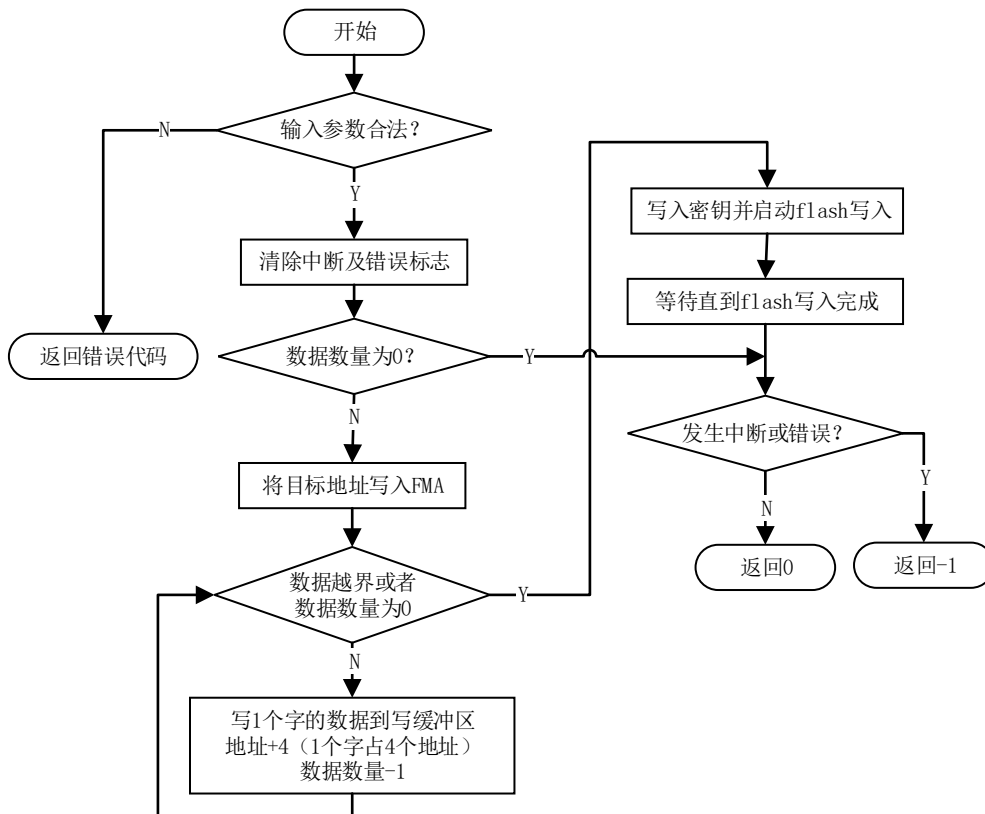 开始
输入参数合法？
N
Y
写入密钥并启动flash写入
清除中断及错误标志
等待直到flash写入完成
返回错误代码
数据数量为0？
Y
N
发生中断或错误？
将目标地址写入FMA
Y
N
返回0
返回-1
数据越界或者
数据数量为0
Y
N
写1个字的数据到写缓冲区
地址+4（1个字占4个地址）
数据数量-1